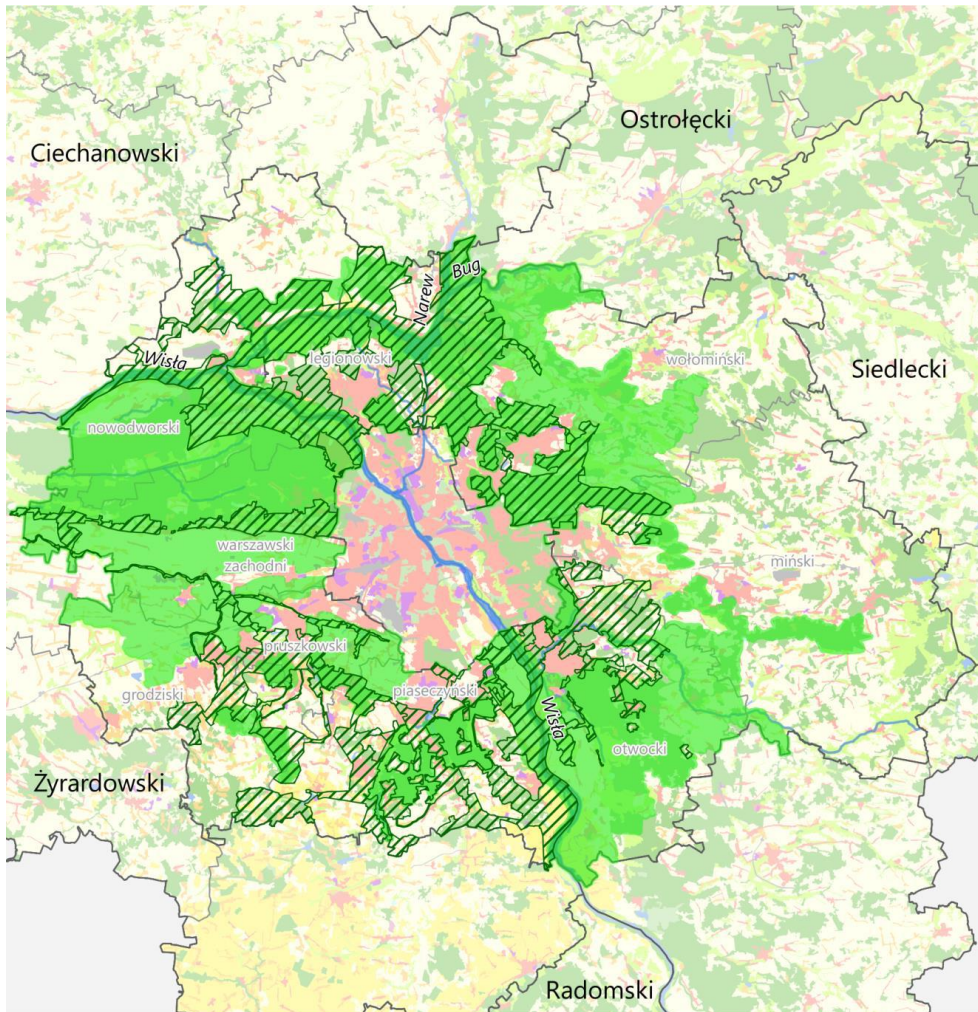 Ostrołęcki
Ciechanowski
Narew
Bug
Wisła
legionowski
wołomiński
Siedlecki
nowodworski
warszawski
zachodni
miński
pruszkowski
grodziski
piaseczyński
Wisła
otwocki
Żyrardowski
Radomski